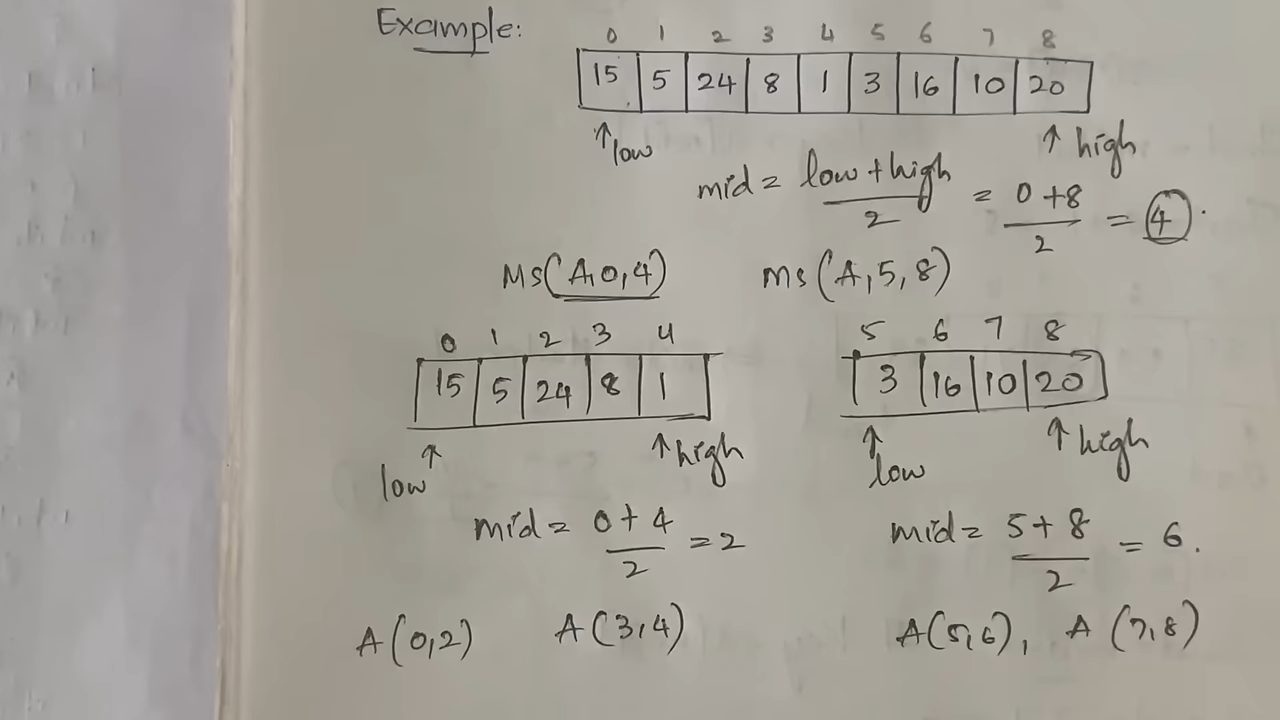 Example:
0 1 2 3 4 5 6 7 8
15 5 24 8 1 3 16 10 20
↑low ↑high
mid = low + high / 2 = 0 + 8 / 2 = 4.
Ms(A,0,4) ms(A,5,8)
0 1 2 3 4 5 6 7 8
15 5 24 8 1 3 16 10 20
low↑ ↑high ↑low ↑high
mid = 0 + 4 / 2 = 2 mid = 5 + 8 / 2 = 6.
A(0,2) A(3,4) A(5,6), A(7,8)